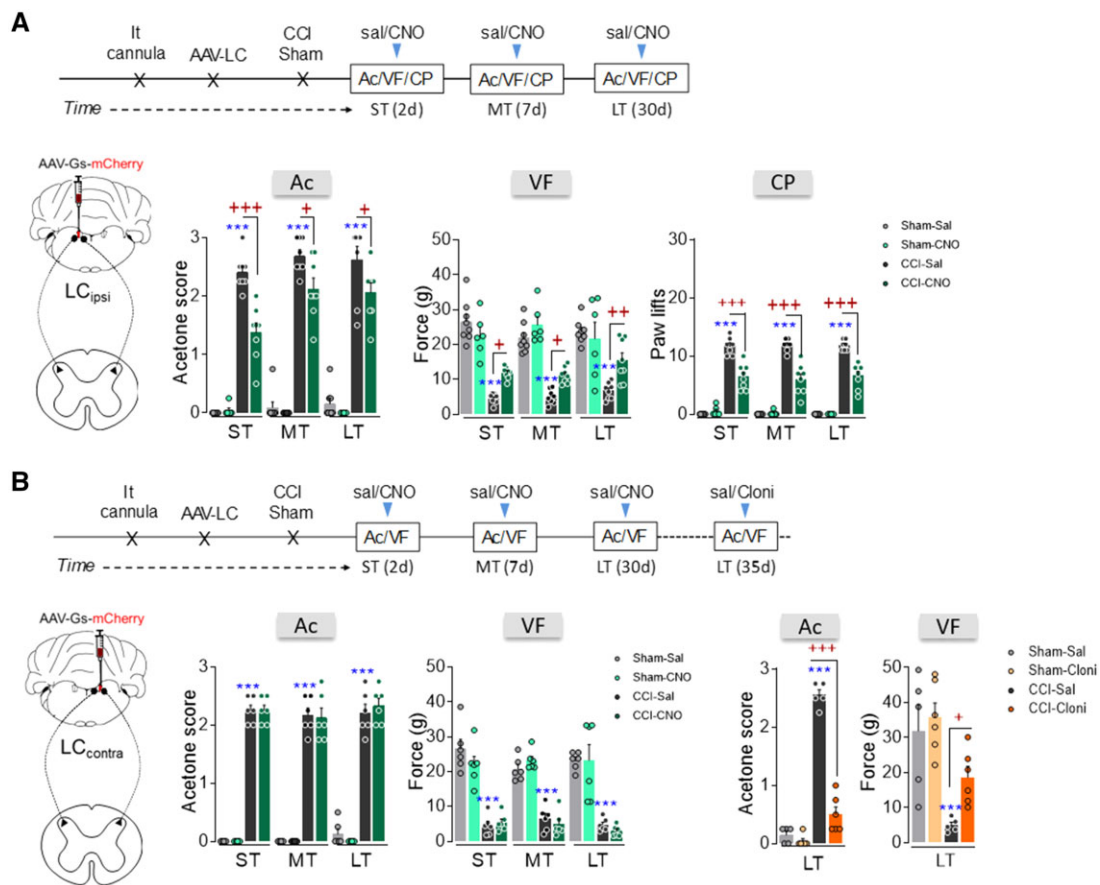 A
It
cannula
AAV-LC
CCI
Sham
sal/CNO
sal/CNO
sal/CNO
Ac/VF/CP
Ac/VF/CP
Ac/VF/CP
Time
ST (2d)
MT (7d)
LT (30d)
AAV-Gs-mCherry
LCipsi
Ac
Acetone score
3
2
1
0
+++
***
+
***
+
***
ST
MT
LT
VF
Force (g)
50
40
30
20
10
0
+
***
+
***
++
***
ST
MT
LT
CP
Paw lifts
30
20
10
0
+++
***
+++
***
+++
***
ST
MT
LT
Sham-Sal
Sham-CNO
CCI-Sal
CCI-CNO
B
It
cannula
AAV-LC
CCI
Sham
sal/CNO
sal/CNO
sal/CNO
sal/Cloni
Ac/VF
Ac/VF
Ac/VF
Ac/VF
Time
ST (2d)
MT (7d)
LT (30d)
LT (35d)
AAV-Gs-mCherry
LCcontra
Ac
Acetone score
3
2
1
0
***
***
***
ST
MT
LT
VF
Force (g)
50
40
30
20
10
0
***
***
***
ST
MT
LT
Sham-Sal
Sham-CNO
CCI-Sal
CCI-CNO
Ac
Acetone score
3
2
1
0
+++
***
LT
VF
Force (g)
50
40
30
20
10
0
+
***
LT
Sham-Sal
Sham-Cloni
CCI-Sal
CCI-Cloni